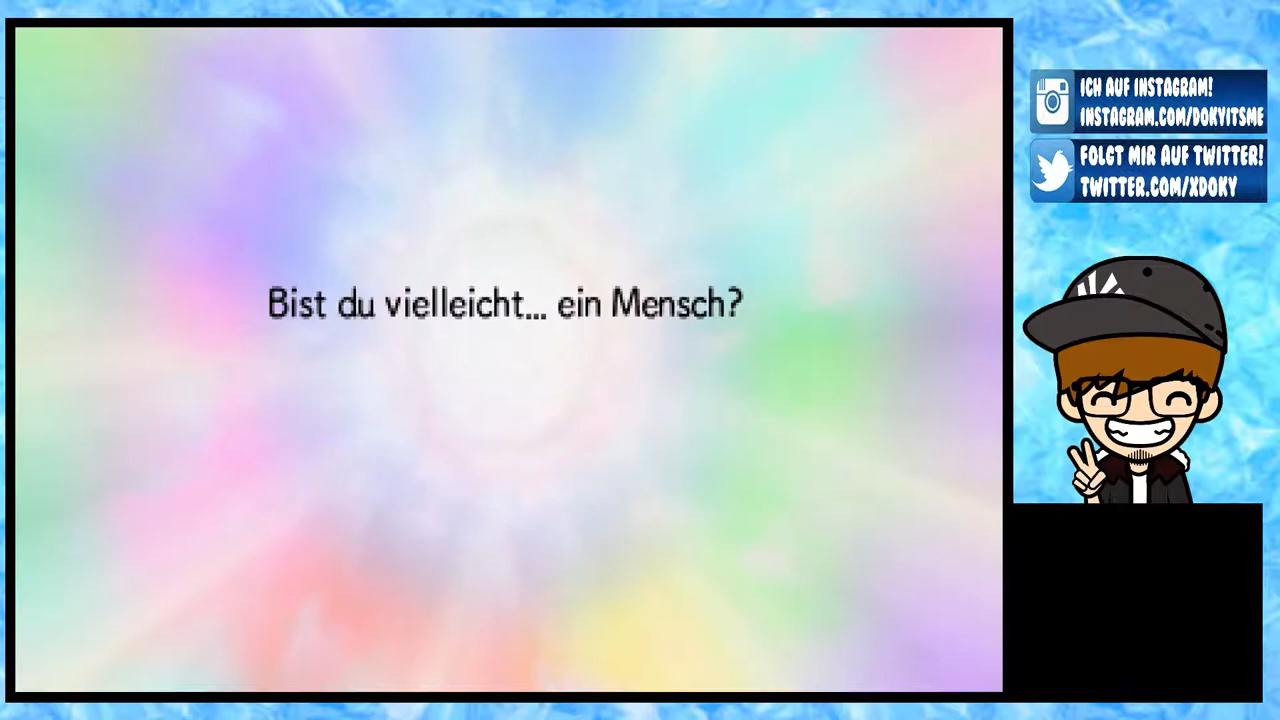 Bist du vielleicht... ein Mensch?
ICH AUF INSTAGRAM!
INSTAGRAM.COM/DOKYITSME
FOLGT MIR AUF TWITTER!
TWITTER.COM/XDOKY